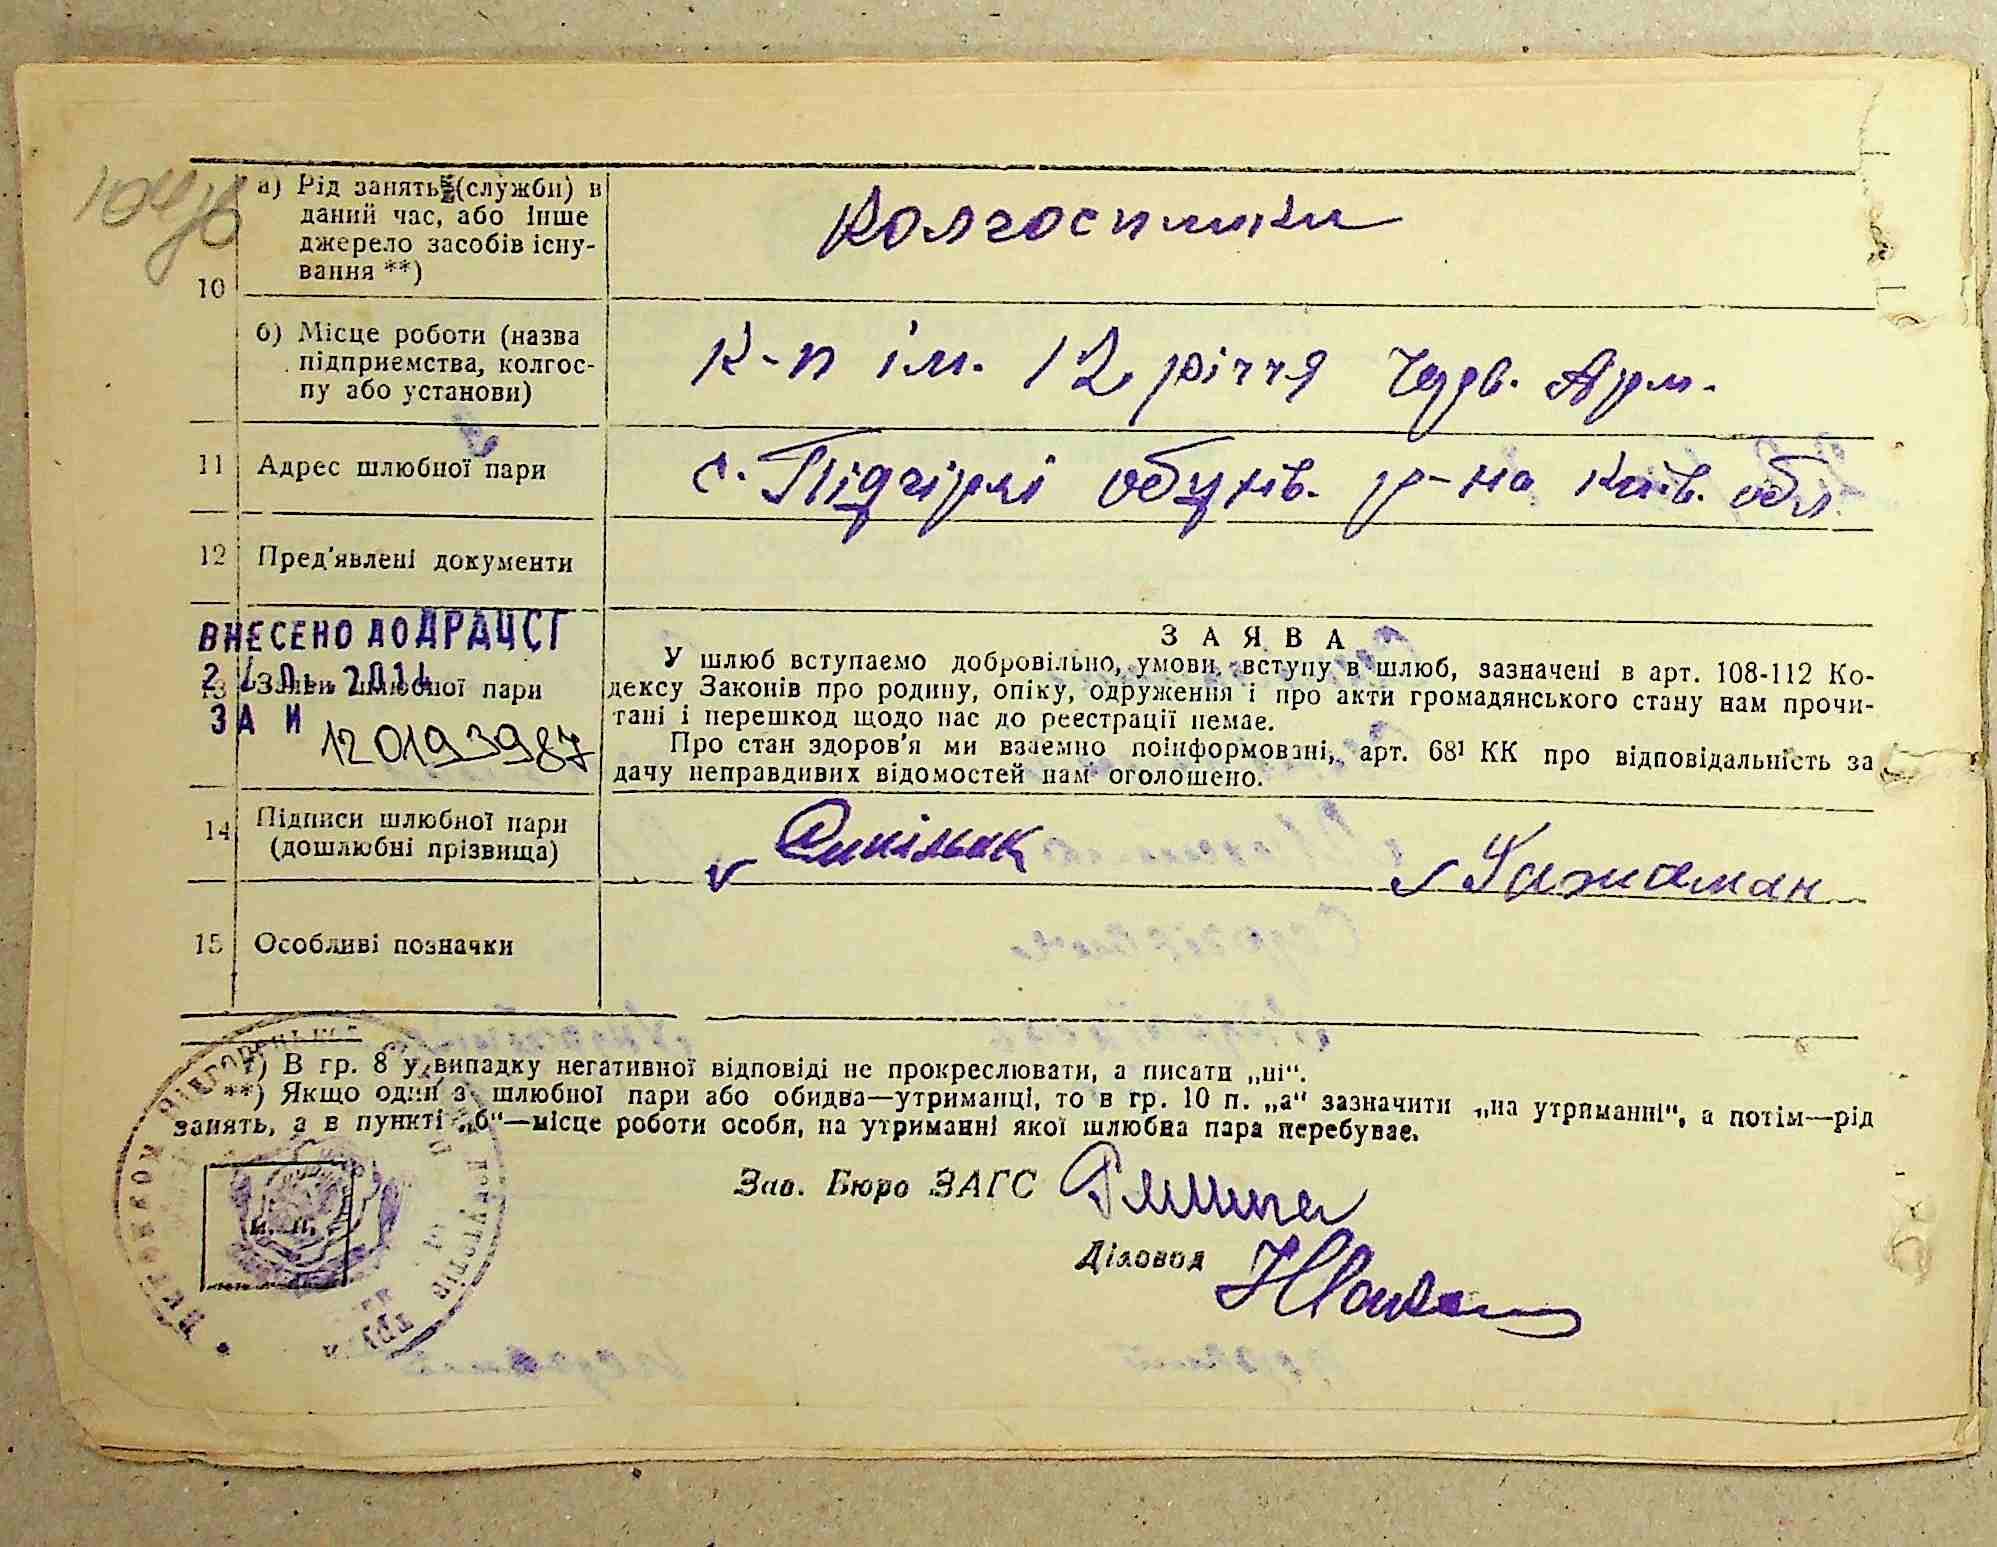 а) Рід занять (служби) в
даний час, або інше
джерело засобів існу-
вання **)
Колгоспники
10
б) Місце роботи (назва
підприємства, колгос-
пу або установи)
К-п ім. 12 річчя Черв. Арм.
11 Адрес шлюбної пари
с. Підгірці обухів. р-на Київ. обл.
12 Пред'явлені документи
ВНЕСЕНО ДО ДРАЦСГ
13 Заява шлюбної пари
ЗА И 120193987
ЗАЯВА
У шлюб вступаемо добровільно, умови вступу в шлюб, зазначені в арт. 108-112 Ко-
дексу Законів про родину, опіку, одруження і про акти громадянського стану нам прочи-
тані і перешкод щодо нас до реєстрації немає.
Про стан здоров'я ми взаемно поінформовані, арт. 68¹ КК про відповідальність за
дачу неправдивих відомостей нам оголошено.
14 Підписи шлюбної пари
(дошлюбні прізвища)
15 Особливі позначки
*) В гр. 8 у випадку негативної відповіді не прокреслювати, а писати „ні“.
**) Якщо один з шлюбної пари або обидва—утриманці, то в гр. 10 п. „а“ зазначити „на утриманні“, а потім—рід
занять, а в пункті „б“—місце роботи особи, на утриманні якої шлюбна пара перебуває.
Зав. Бюро ЗАГС
Діловод
М. П.